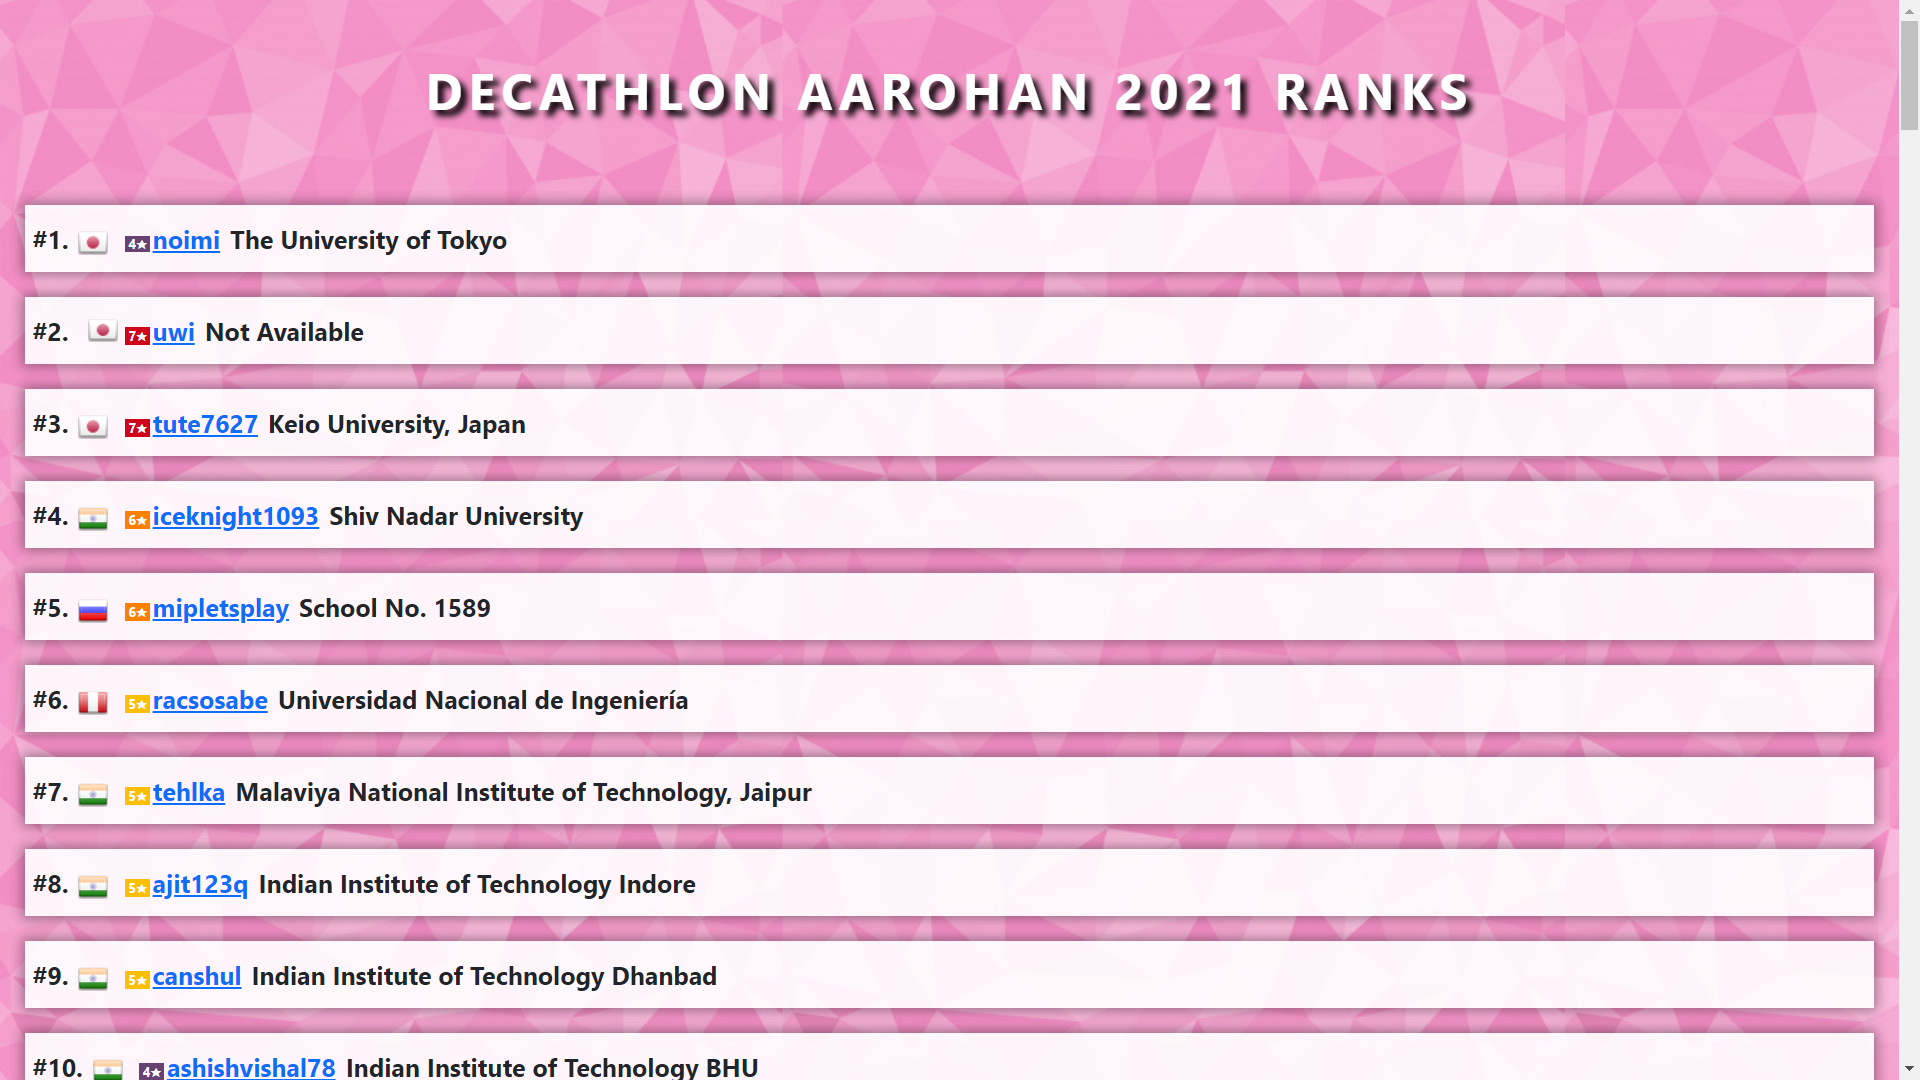 DECATHLON AAROHAN 2021 RANKS
#1. 4★ noimi The University of Tokyo
#2. 7★ uwi Not Available
#3. 7★ tute7627 Keio University, Japan
#4. 6★ iceknight1093 Shiv Nadar University
#5. 6★ mipletsplay School No. 1589
#6. 5★ racsosabe Universidad Nacional de Ingeniería
#7. 5★ tehlka Malaviya National Institute of Technology, Jaipur
#8. 5★ ajit123q Indian Institute of Technology Indore
#9. 5★ canshul Indian Institute of Technology Dhanbad
#10. 4★ ashishvishal78 Indian Institute of Technology BHU